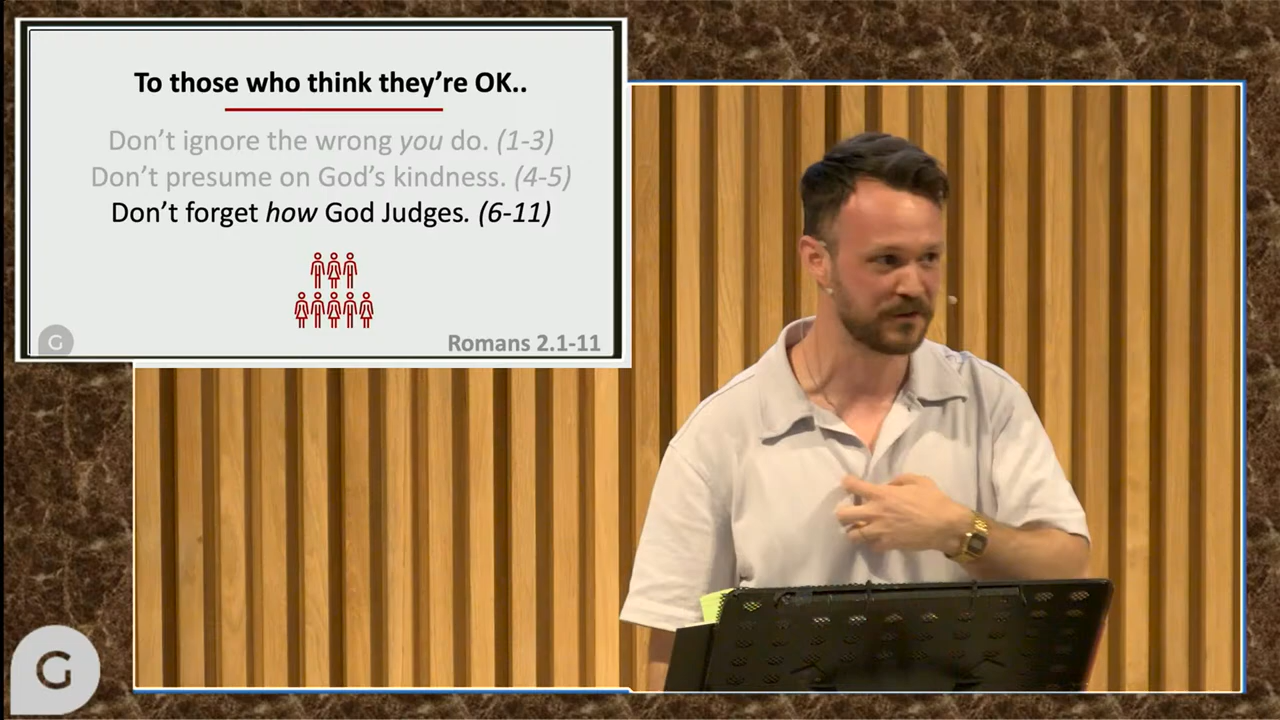 To those who think they’re OK..
Don’t ignore the wrong you do. (1-3)
Don’t presume on God’s kindness. (4-5)
Don’t forget how God Judges. (6-11)
G
Romans 2.1-11
G